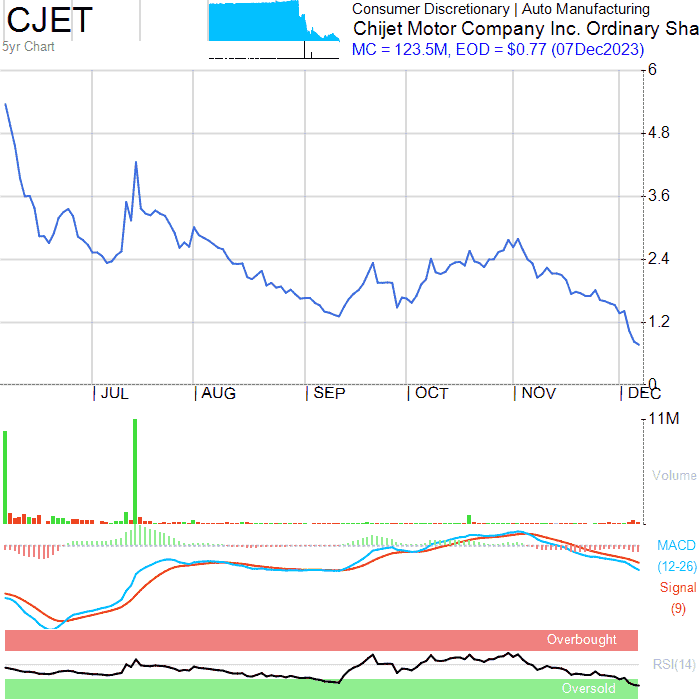 CJET
5yr Chart
Consumer Discretionary | Auto Manufacturing
Chijet Motor Company Inc. Ordinary Sha
MC = 123.5M, EOD = $0.77 (07Dec2023)
6
4.8
3.6
2.4
1.2
0
JUL AUG SEP OCT NOV DEC
11M
Volume
MACD
(12-26)
Signal
(9)
Overbought
RSI(14)
Oversold